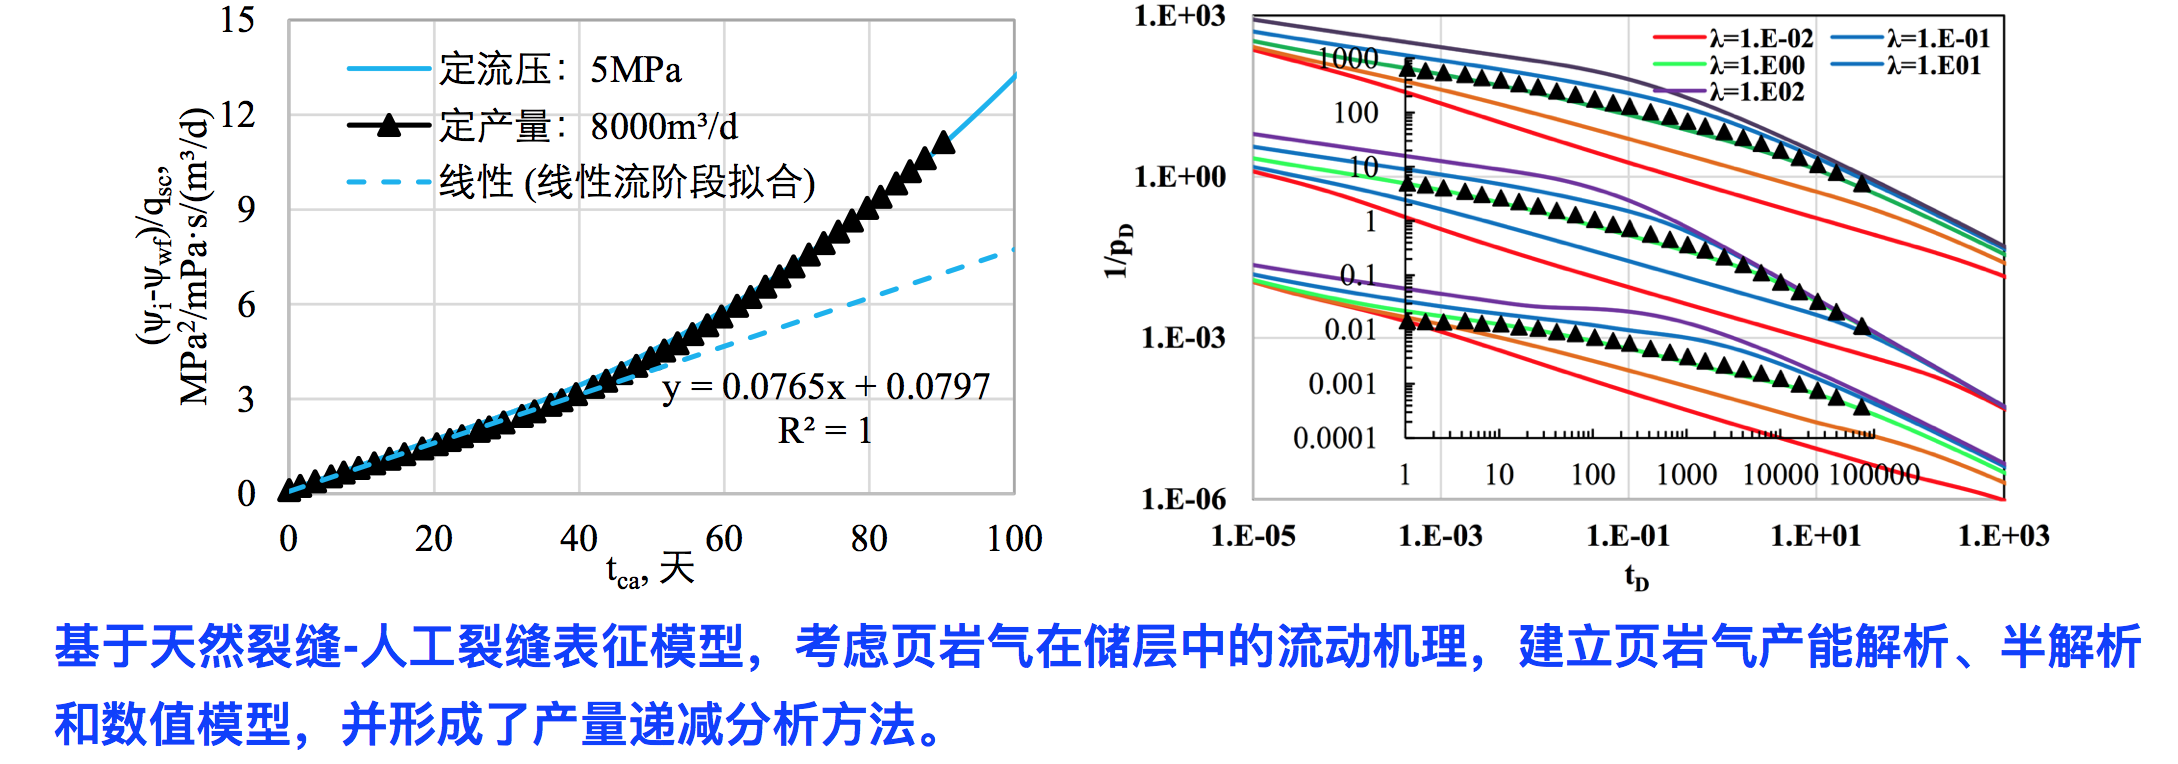 15
12
9
6
3
0
定流压：5MPa
定产量：8000m³/d
线性 (线性流阶段拟合)
y = 0.0765x + 0.0797
R² = 1
(ψi-ψwf)/qsc,
MPa²/mPa·s/(m³/d)
0 20 40 60 80 100
tca, 天
1.E+03
1.E+00
1.E-03
1.E-06
1/pD
λ=1.E-02 λ=1.E-01
λ=1.E00 λ=1.E01
λ=1.E02
1000
100
10
1
0.1
0.01
0.001
0.0001
1 10 100 1000 10000 100000
1.E-05 1.E-03 1.E-01 1.E+01 1.E+03
tD
基于天然裂缝-人工裂缝表征模型，考虑页岩气在储层中的流动机理，建立页岩气产能解析、半解析
和数值模型，并形成了产量递减分析方法。